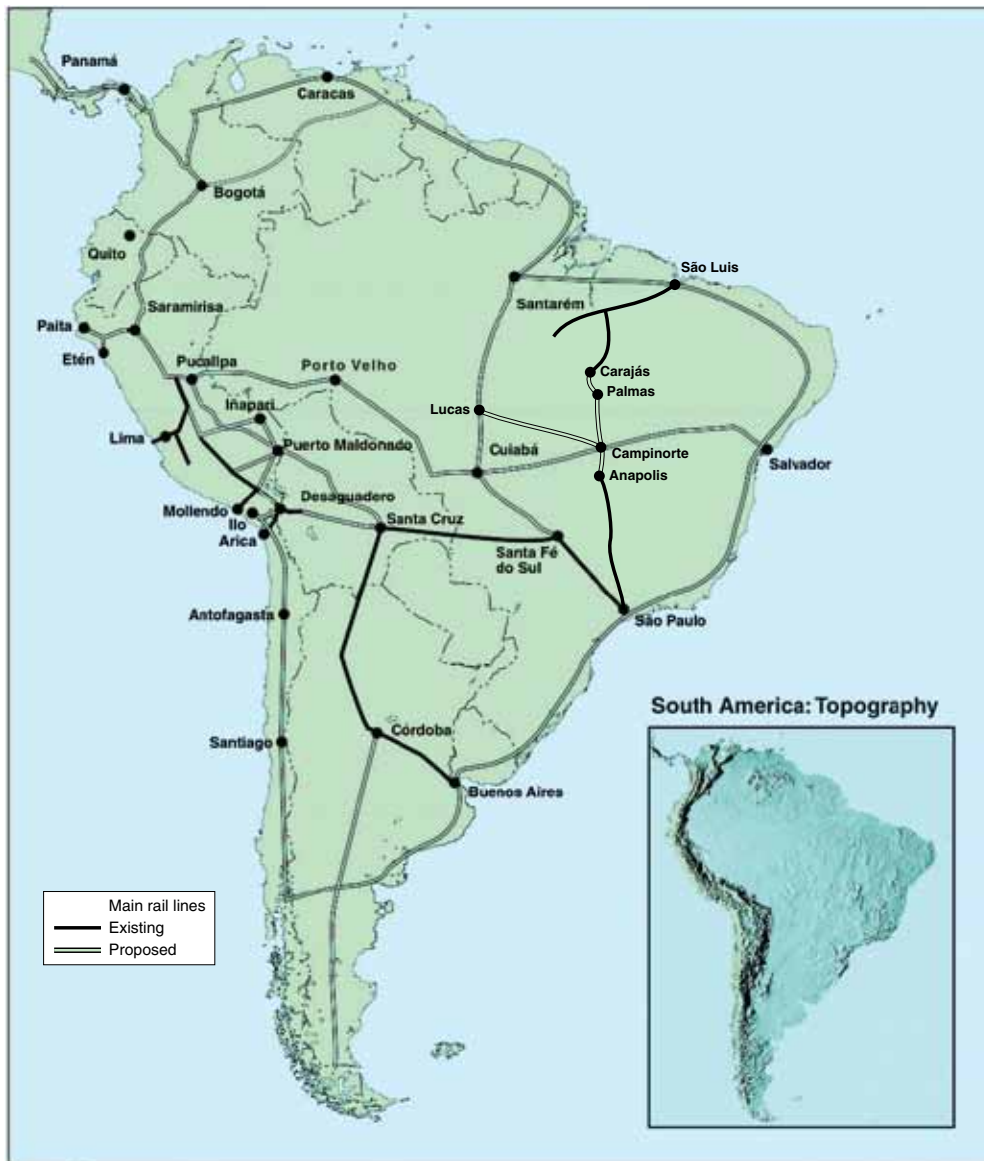 Panamá
Caracas
Bogotá
Quito
São Luis
Santarém
Saramirisa
Paita
Etén
Pucallpa
Porto Velho
Carajás
Palmas
Iñapari
Lucas
Lima
Puerto Maldonado
Cuiabá
Campinorte
Salvador
Anapolis
Desaguadero
Mollendo
Ilo
Santa Cruz
Arica
Santa Fé
do Sul
Antofagasta
São Paulo
South America: Topography
Santiago
Córdoba
Buenos Aires
Main rail lines
Existing
Proposed